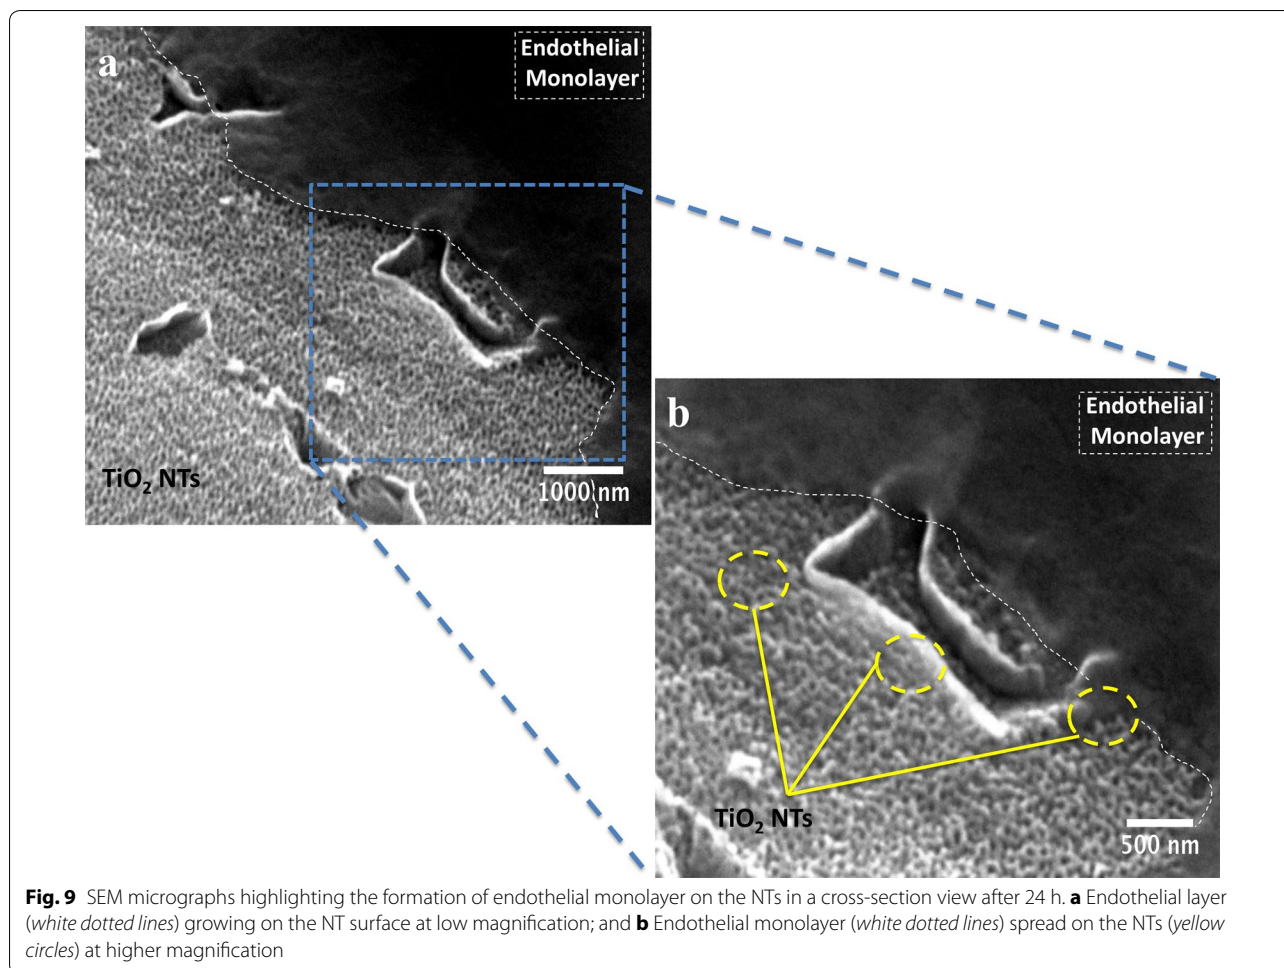 a
Endothelial
Monolayer
TiO₂ NTs
1000 nm
b
Endothelial
Monolayer
TiO₂ NTs
500 nm
Fig. 9 SEM micrographs highlighting the formation of endothelial monolayer on the NTs in a cross-section view after 24 h. a Endothelial layer
(white dotted lines) growing on the NT surface at low magnification; and b Endothelial monolayer (white dotted lines) spread on the NTs (yellow
circles) at higher magnification